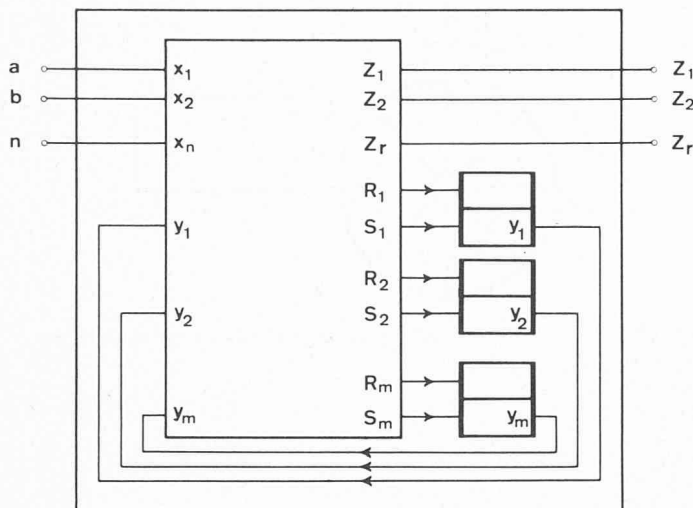 a x₁ Z₁ Z₁
b x₂ Z₂ Z₂
n xₙ Zᵣ Zᵣ
R₁
y₁ S₁ y₁
R₂
y₂ S₂ y₂
Rₘ
yₘ Sₘ yₘ